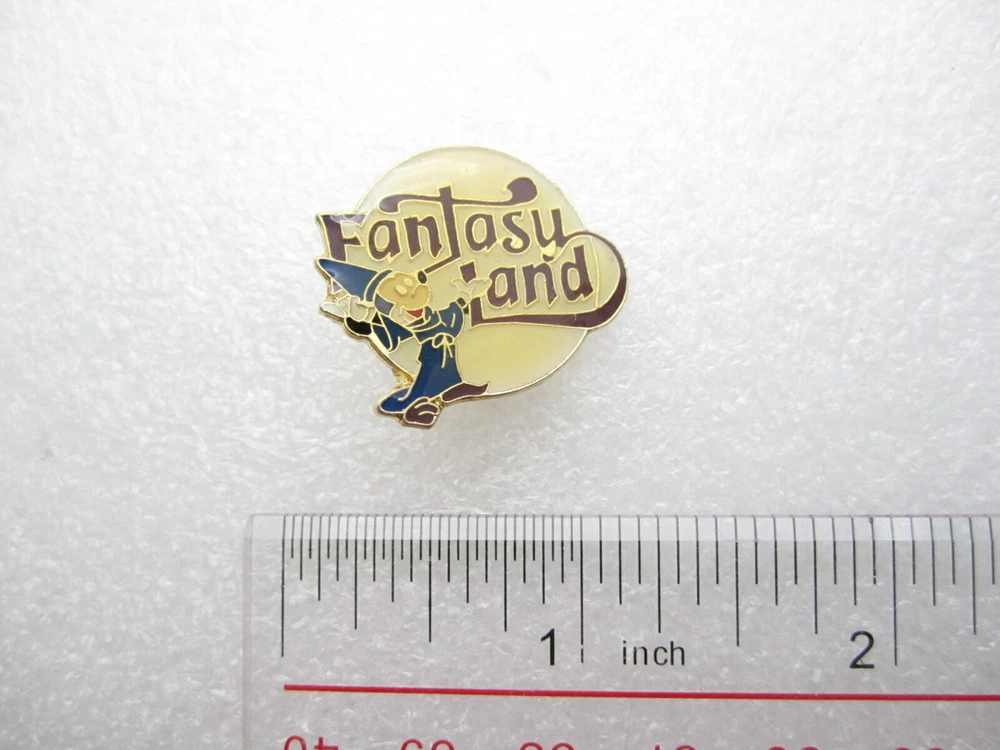 Fantasy
Land
1 inch 2